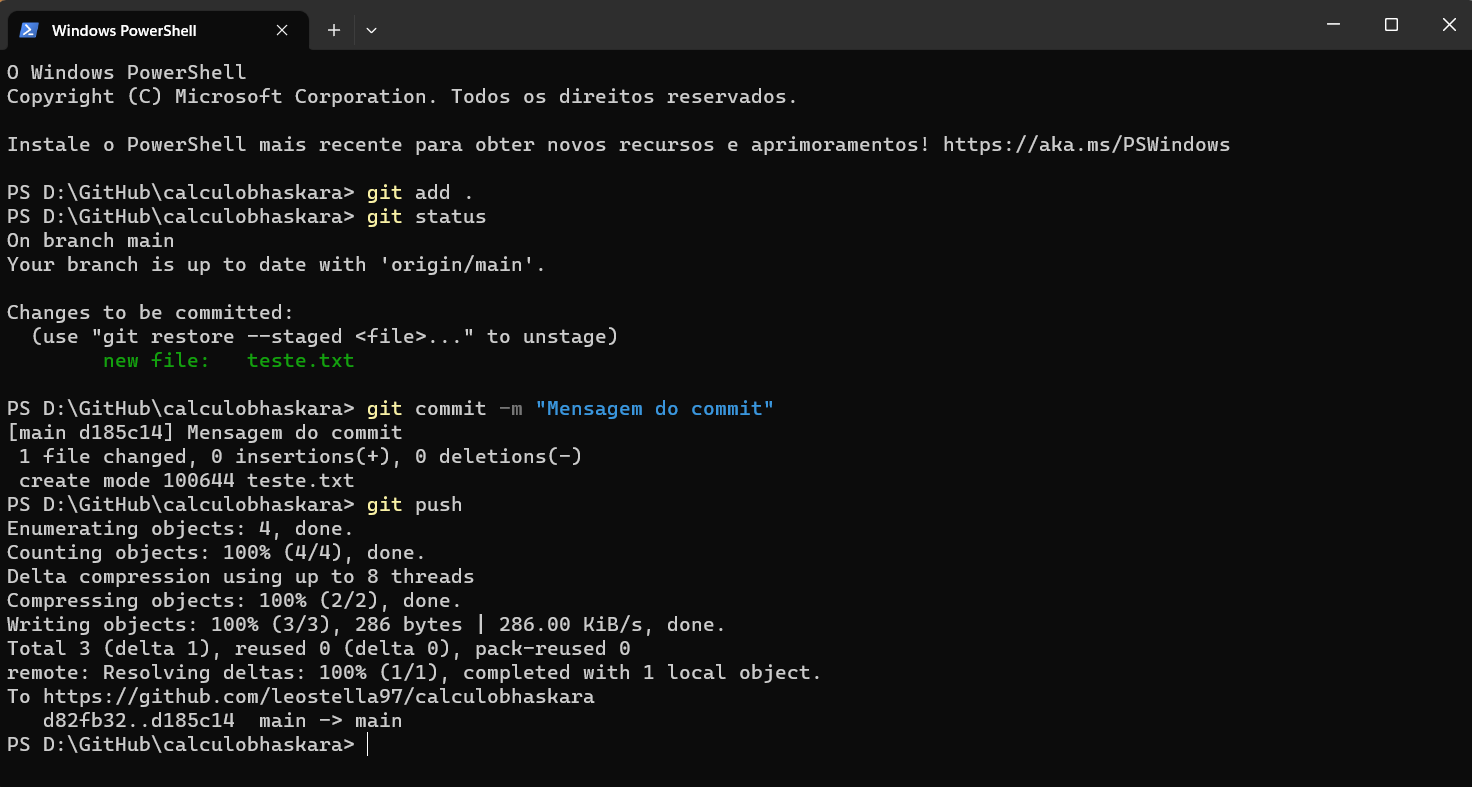 Windows PowerShell
O Windows PowerShell
Copyright (C) Microsoft Corporation. Todos os direitos reservados.
Instale o PowerShell mais recente para obter novos recursos e aprimoramentos! https://aka.ms/PSWindows
PS D:\GitHub\calculobhaskara> git add .
PS D:\GitHub\calculobhaskara> git status
On branch main
Your branch is up to date with 'origin/main'.
Changes to be committed:
  (use "git restore --staged <file>..." to unstage)
        new file:   teste.txt
PS D:\GitHub\calculobhaskara> git commit -m "Mensagem do commit"
[main d185c14] Mensagem do commit
 1 file changed, 0 insertions(+), 0 deletions(-)
 create mode 100644 teste.txt
PS D:\GitHub\calculobhaskara> git push
Enumerating objects: 4, done.
Counting objects: 100% (4/4), done.
Delta compression using up to 8 threads
Compressing objects: 100% (2/2), done.
Writing objects: 100% (3/3), 286 bytes | 286.00 KiB/s, done.
Total 3 (delta 1), reused 0 (delta 0), pack-reused 0
remote: Resolving deltas: 100% (1/1), completed with 1 local object.
To https://github.com/leostella97/calculobhaskara
   d82fb32..d185c14  main -> main
PS D:\GitHub\calculobhaskara>